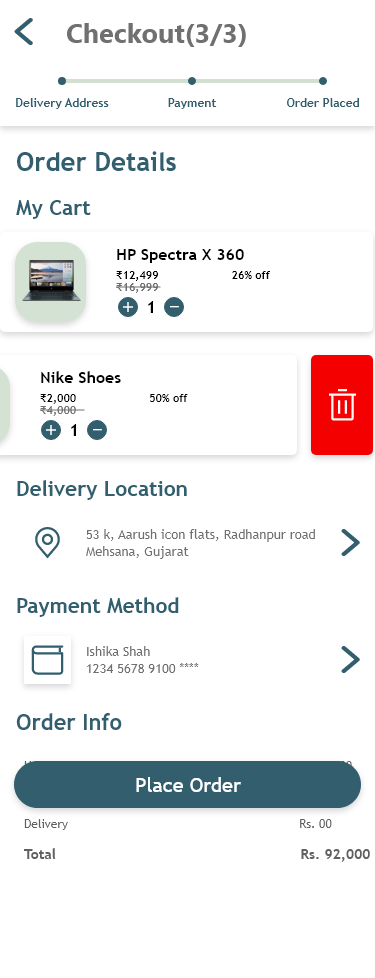 Checkout(3/3)
Delivery Address Payment Order Placed
Order Details
My Cart
HP Spectra X 360
₹12,499 26% off
₹16,999
1
Nike Shoes
₹2,000 50% off
₹4,000
1
Delivery Location
53 k, Aarush icon flats, Radhanpur road
Mehsana, Gujarat
Payment Method
Ishika Shah
1234 5678 9100 ****
Order Info
Place Order
Delivery Rs. 00
Total Rs. 92,000